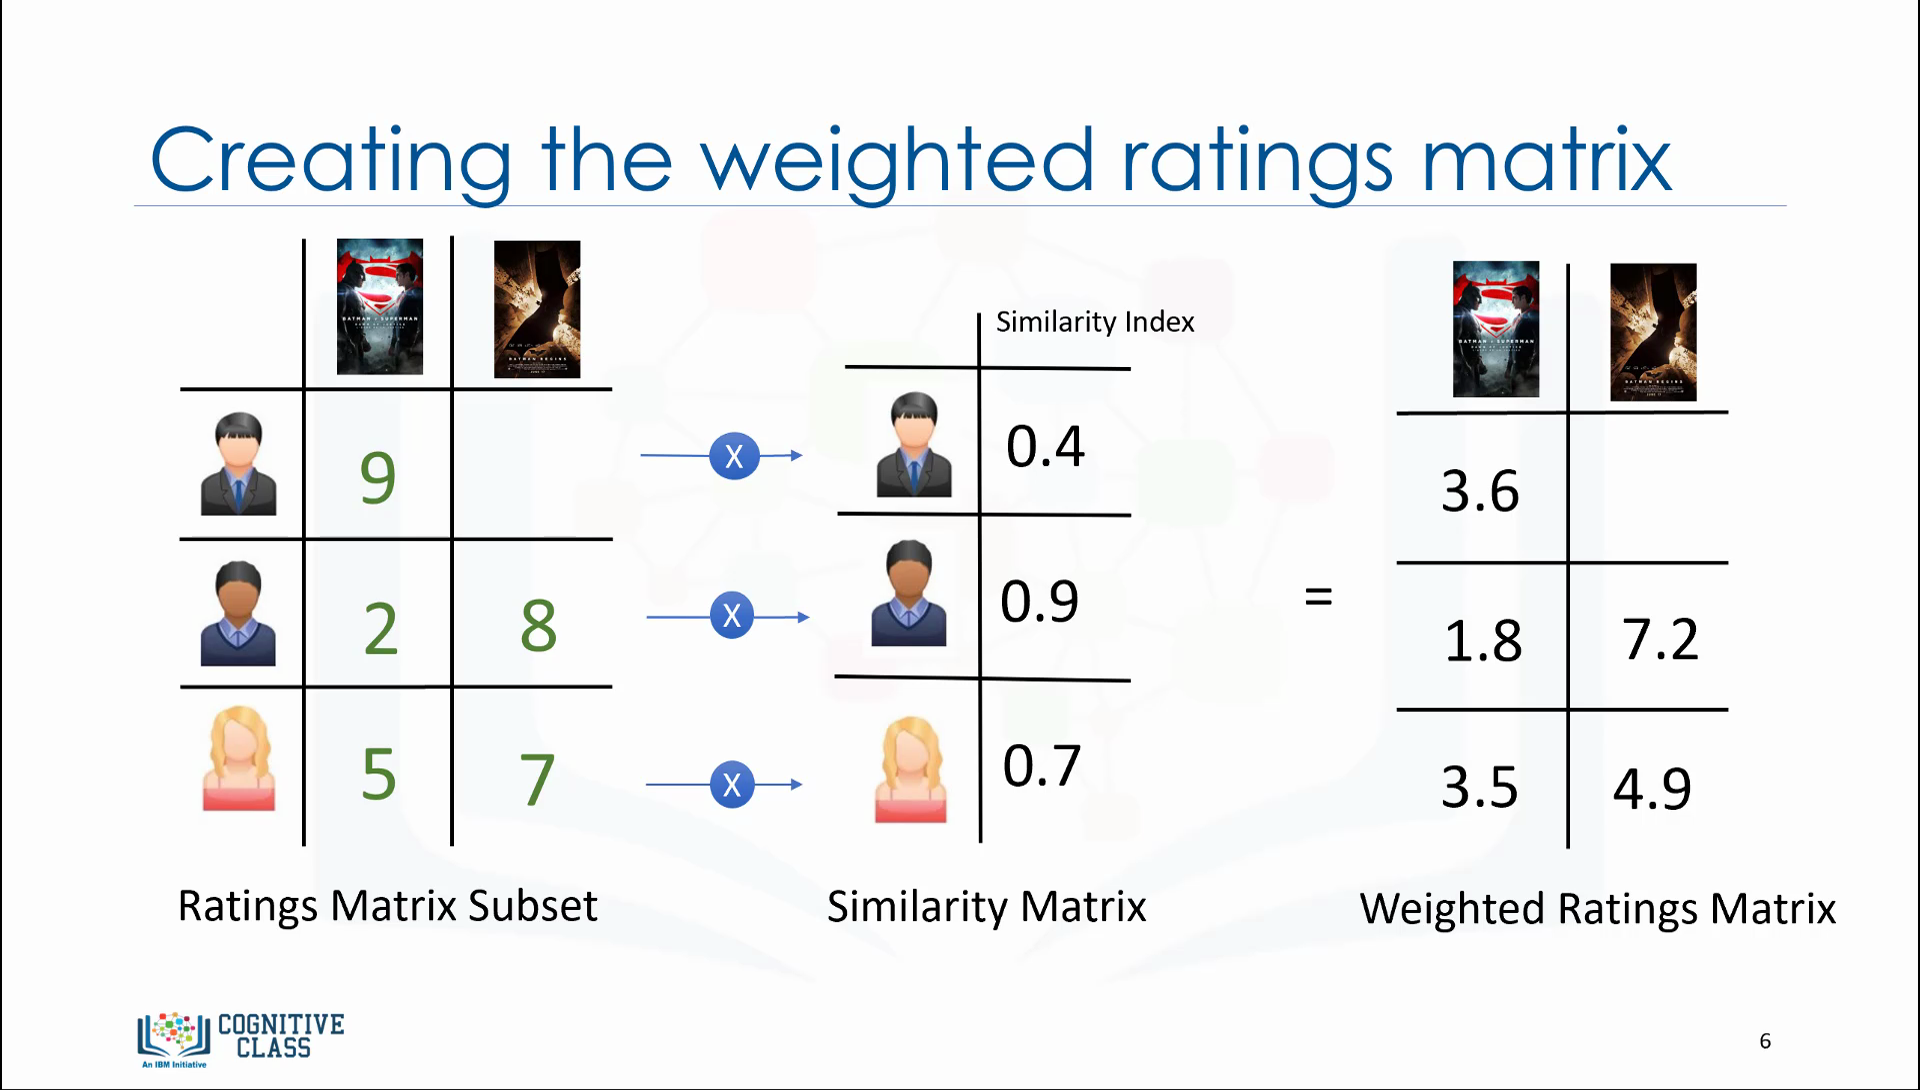 Creating the weighted ratings matrix
BATMAN v SUPERMAN
BATMAN BEGINS
Similarity Index
BATMAN v SUPERMAN
BATMAN BEGINS
9
X
0.4
3.6
2
8
X
0.9
=
1.8
7.2
5
7
X
0.7
3.5
4.9
Ratings Matrix Subset
Similarity Matrix
Weighted Ratings Matrix
COGNITIVE
CLASS
An IBM Initiative
6